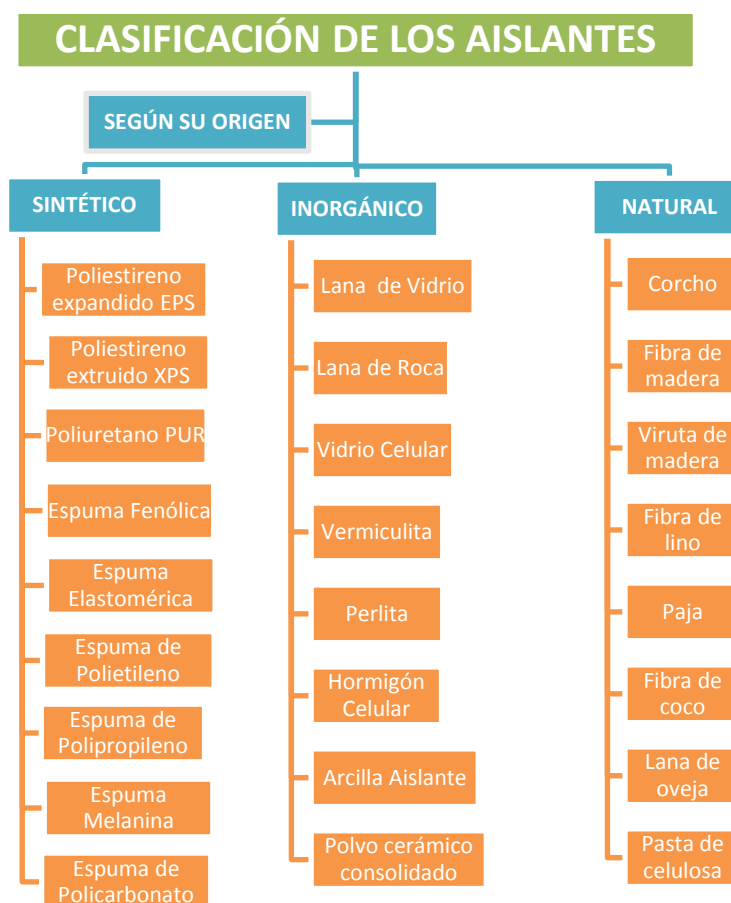 CLASIFICACIÓN DE LOS AISLANTES
SEGÚN SU ORIGEN
SINTÉTICO
Poliestireno
expandido EPS
Poliestireno
extruido XPS
Poliuretano PUR
Espuma Fenólica
Espuma
Elastomérica
Espuma de
Polietileno
Espuma de
Polipropileno
Espuma
Melanina
Espuma de
Policarbonato
INORGÁNICO
Lana de Vidrio
Lana de Roca
Vidrio Celular
Vermiculita
Perlita
Hormigón
Celular
Arcilla Aislante
Polvo cerámico
consolidado
NATURAL
Corcho
Fibra de
madera
Viruta de
madera
Fibra de
lino
Paja
Fibra de
coco
Lana de
oveja
Pasta de
celulosa